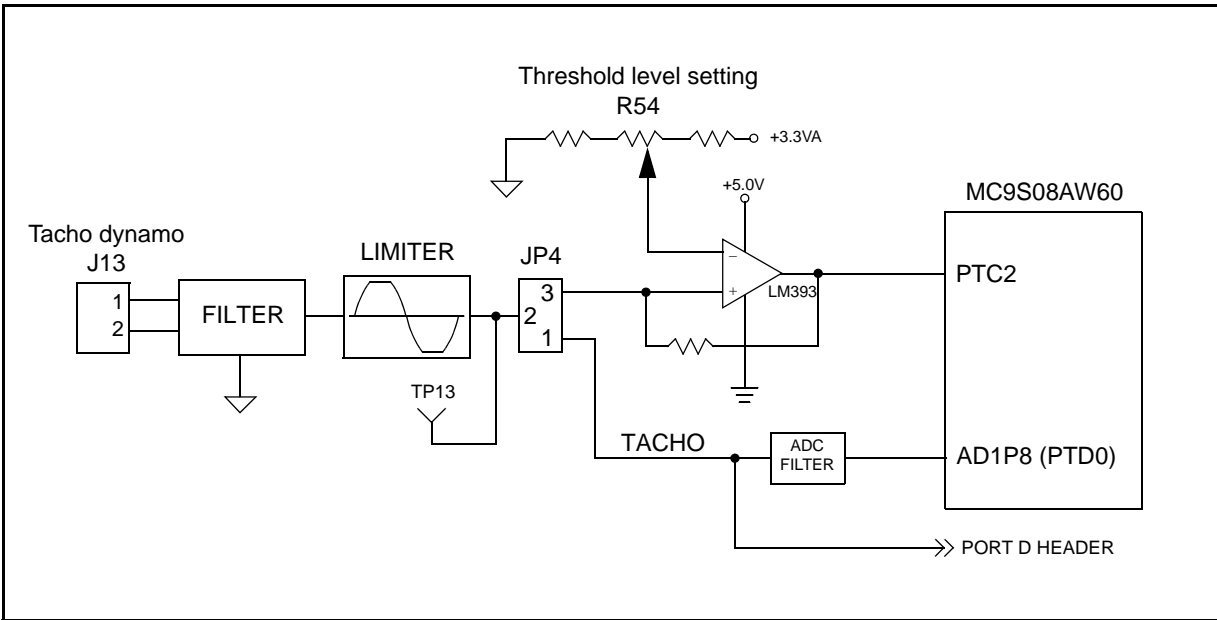 Threshold level setting
R54
+3.3VA
+5.0V
MC9S08AW60
Tacho dynamo
J13
LIMITER
JP4
1
2
FILTER
3
2
1
−
+
LM393
PTC2
TP13
TACHO
ADC
FILTER
AD1P8 (PTD0)
PORT D HEADER